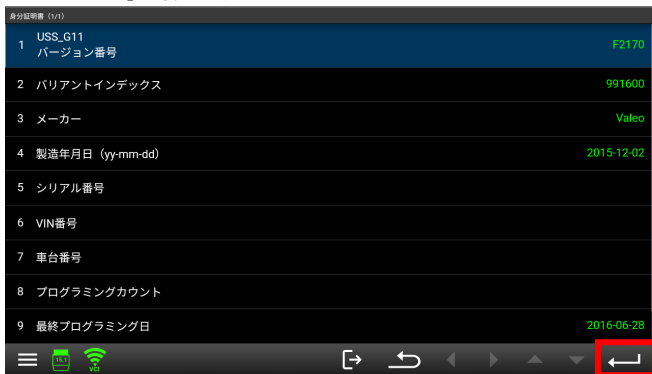 身分証明書（1/1）
1 USS_G11
バージョン番号 F2170
2 バリアントインデックス 991600
3 メーカー Valeo
4 製造年月日（yy-mm-dd） 2015-12-02
5 シリアル番号
6 VIN番号
7 車台番号
8 プログラミングカウント
9 最終プログラミング日 2016-06-28
15.1 VCI